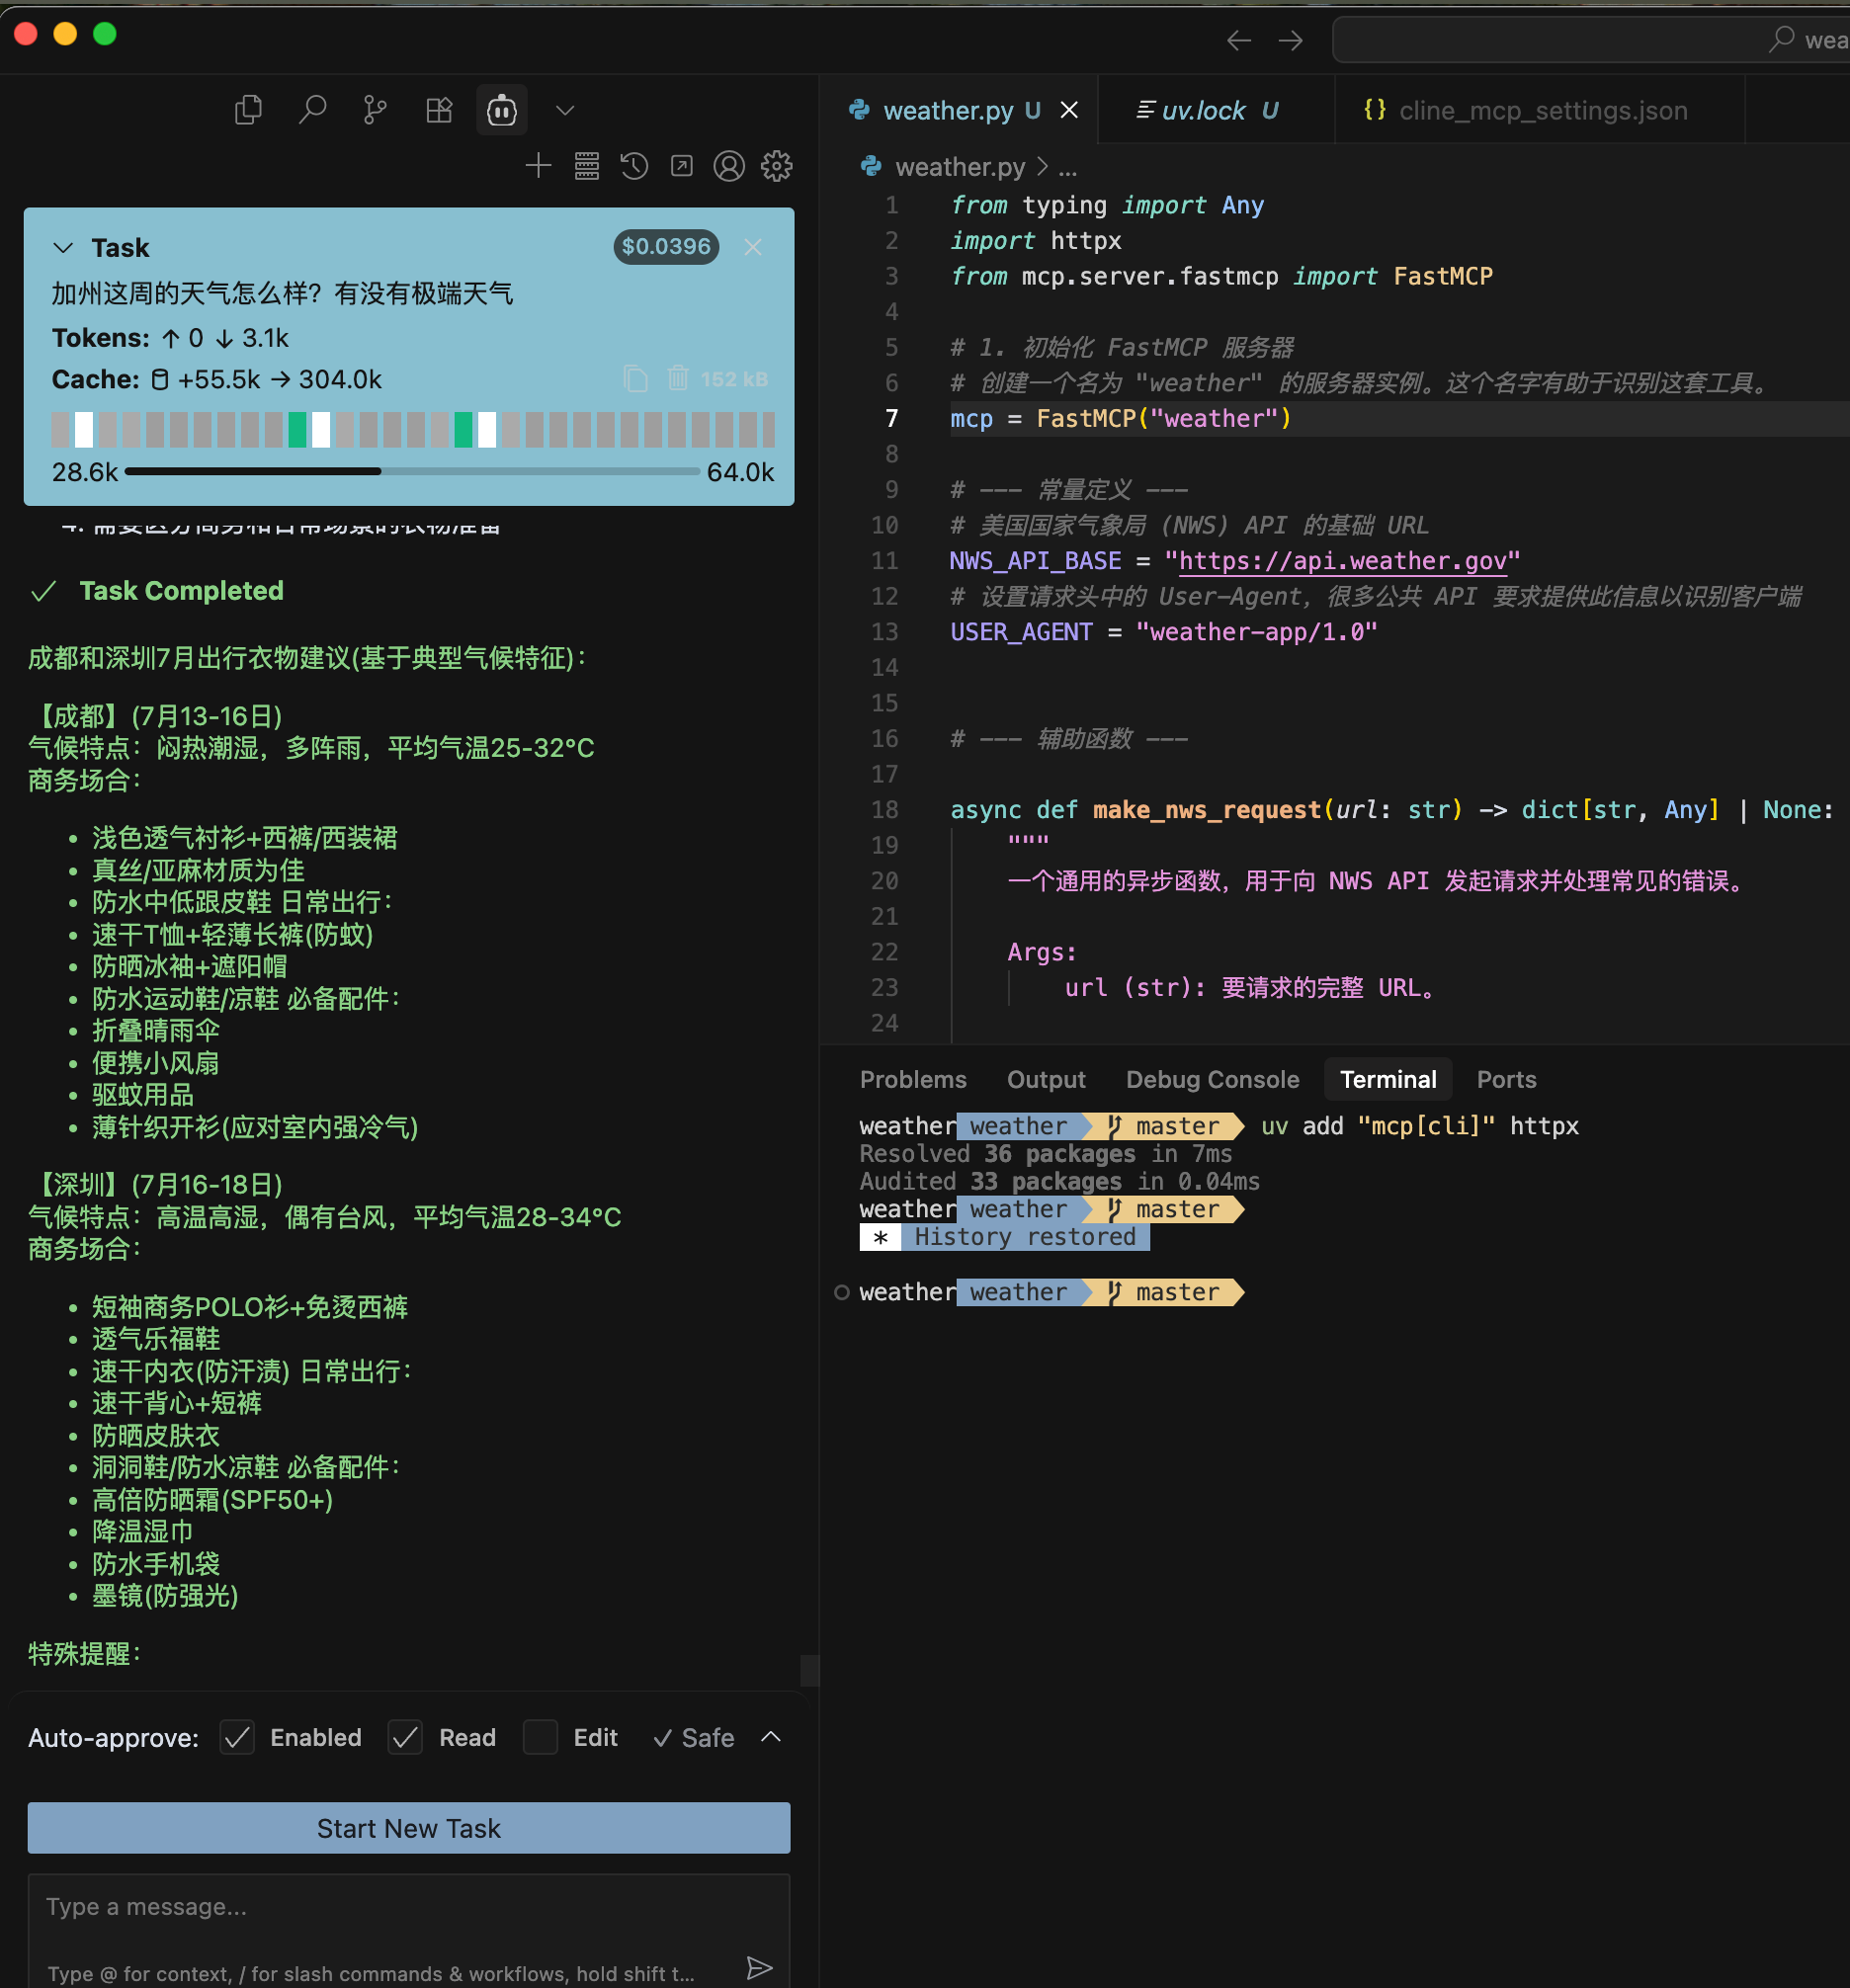 wea
weather.py U
uv.lock U
{} cline_mcp_settings.json
weather.py > ...
Task
$0.0396
加州这周的天气怎么样？有没有极端天气
Tokens: ↑ 0 ↓ 3.1k
Cache: +55.5k → 304.0k
152 kB
28.6k
64.0k
4. 需要区分商务和日常场景的衣物准备
Task Completed
成都和深圳7月出行衣物建议(基于典型气候特征)：
【成都】(7月13-16日)
气候特点：闷热潮湿，多阵雨，平均气温25-32°C
商务场合：
• 浅色透气衬衫+西裤/西装裙
• 真丝/亚麻材质为佳
• 防水中低跟皮鞋 日常出行：
• 速干T恤+轻薄长裤(防蚊)
• 防晒冰袖+遮阳帽
• 防水运动鞋/凉鞋 必备配件：
• 折叠晴雨伞
• 便携小风扇
• 驱蚊用品
• 薄针织开衫(应对室内强冷气)
【深圳】(7月16-18日)
气候特点：高温高湿，偶有台风，平均气温28-34°C
商务场合：
• 短袖商务POLO衫+免烫西裤
• 透气乐福鞋
• 速干内衣(防汗渍) 日常出行：
• 速干背心+短裤
• 防晒皮肤衣
• 洞洞鞋/防水凉鞋 必备配件：
• 高倍防晒霜(SPF50+)
• 降温湿巾
• 防水手机袋
• 墨镜(防强光)
特殊提醒：
Auto-approve: Enabled Read Edit ✓ Safe
Start New Task
Type a message...
Type @ for context, / for slash commands & workflows, hold shift t...
1 from typing import Any
2 import httpx
3 from mcp.server.fastmcp import FastMCP
4
5 # 1. 初始化 FastMCP 服务器
6 # 创建一个名为 "weather" 的服务器实例。这个名字有助于识别这套工具。
7 mcp = FastMCP("weather")
8
9 # --- 常量定义 ---
10 # 美国国家气象局 (NWS) API 的基础 URL
11 NWS_API_BASE = "https://api.weather.gov"
12 # 设置请求头中的 User-Agent，很多公共 API 要求提供此信息以识别客户端
13 USER_AGENT = "weather-app/1.0"
14
15
16 # --- 辅助函数 ---
17
18 async def make_nws_request(url: str) -> dict[str, Any] | None:
19 """
20 一个通用的异步函数，用于向 NWS API 发起请求并处理常见的错误。
21
22 Args:
23 url (str): 要请求的完整 URL。
24
Problems Output Debug Console Terminal Ports
weather weather master uv add "mcp[cli]" httpx
Resolved 36 packages in 7ms
Audited 33 packages in 0.04ms
weather weather master
* History restored
weather weather master